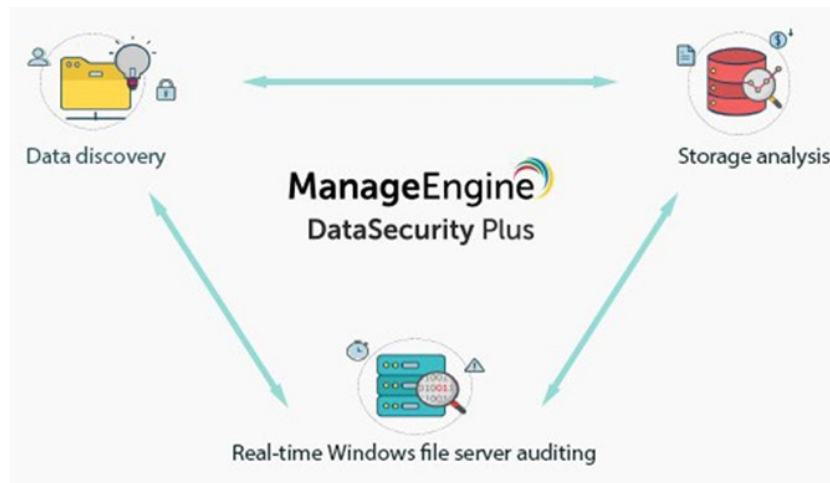 Data discovery
Storage analysis
ManageEngine
DataSecurity Plus
Real-time Windows file server auditing